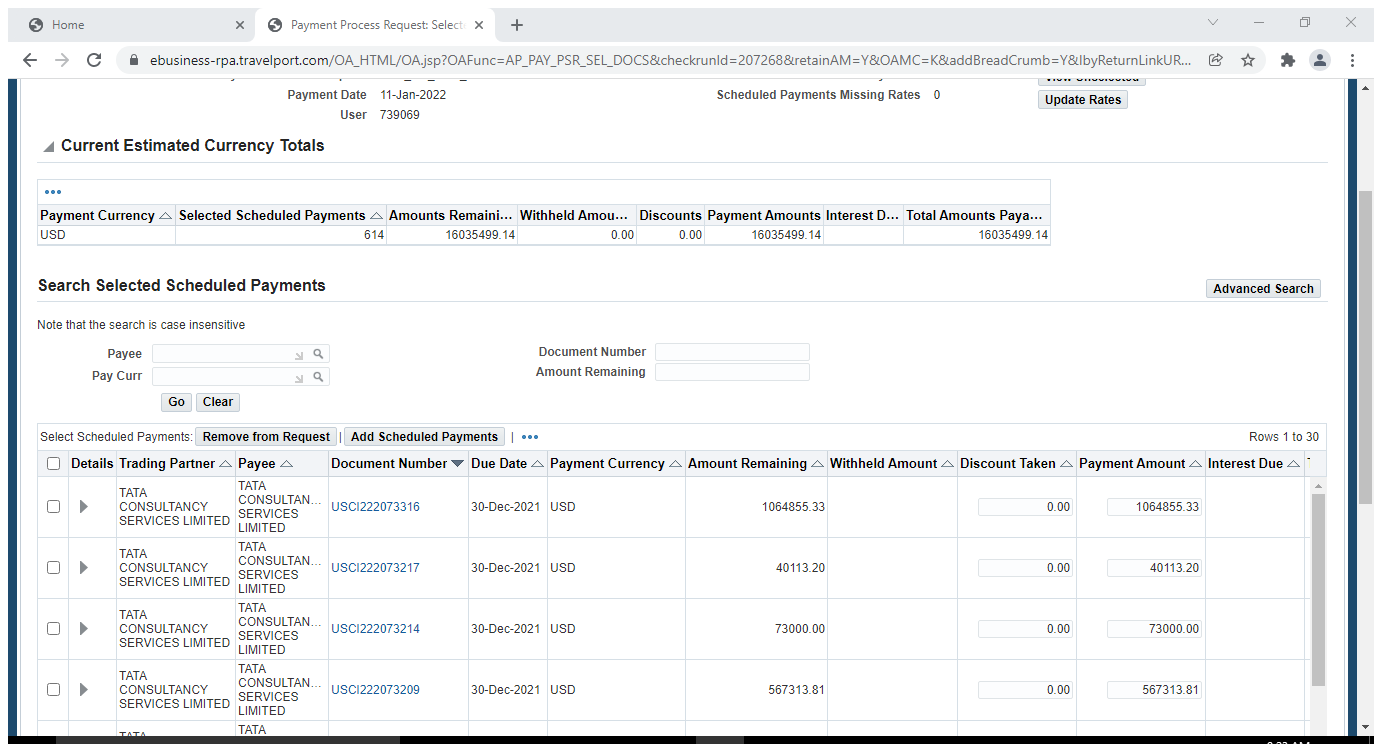 Home
Payment Process Request: Select
ebusiness-rpa.travelport.com/OA_HTML/OA.jsp?OAFunc=AP_PAY_PSR_SEL_DOCS&checkrunId=207268&retainAM=Y&OAMC=K&addBreadCrumb=Y&IbyReturnLinkUR...
View Unselected
Payment Date 11-Jan-2022 Scheduled Payments Missing Rates 0 Update Rates
User 739069
Current Estimated Currency Totals
Payment Currency Selected Scheduled Payments Amounts Remaini... Withheld Amou... Discounts Payment Amounts Interest D... Total Amounts Paya...
USD 614 16035499.14 0.00 0.00 16035499.14 16035499.14
Search Selected Scheduled Payments
Advanced Search
Note that the search is case insensitive
Payee Document Number
Pay Curr Amount Remaining
Go Clear
Select Scheduled Payments: Remove from Request | Add Scheduled Payments | ... Rows 1 to 30
Details Trading Partner Payee Document Number Due Date Payment Currency Amount Remaining Withheld Amount Discount Taken Payment Amount Interest Due
TATA CONSULTANCY SERVICES LIMITED TATA CONSULTAN... SERVICES LIMITED USCI222073316 30-Dec-2021 USD 1064855.33 0.00 1064855.33
TATA CONSULTANCY SERVICES LIMITED TATA CONSULTAN... SERVICES LIMITED USCI222073217 30-Dec-2021 USD 40113.20 0.00 40113.20
TATA CONSULTANCY SERVICES LIMITED TATA CONSULTAN... SERVICES LIMITED USCI222073214 30-Dec-2021 USD 73000.00 0.00 73000.00
TATA CONSULTANCY SERVICES LIMITED TATA CONSULTAN... SERVICES LIMITED USCI222073209 30-Dec-2021 USD 567313.81 0.00 567313.81
TATA TATA